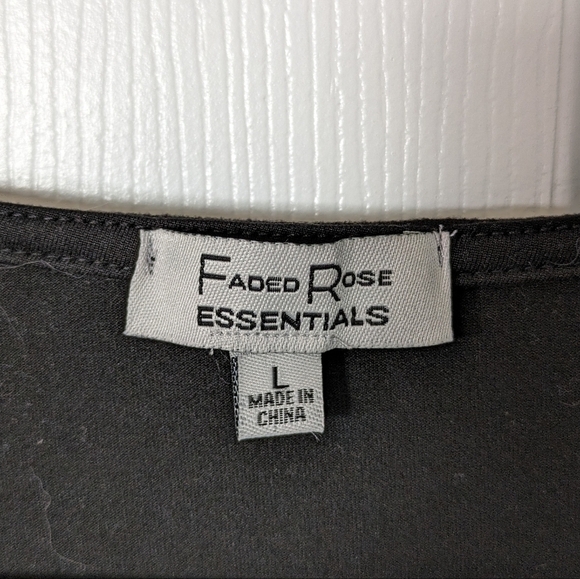 FADED ROSE
ESSENTIALS
L
MADE IN
CHINA